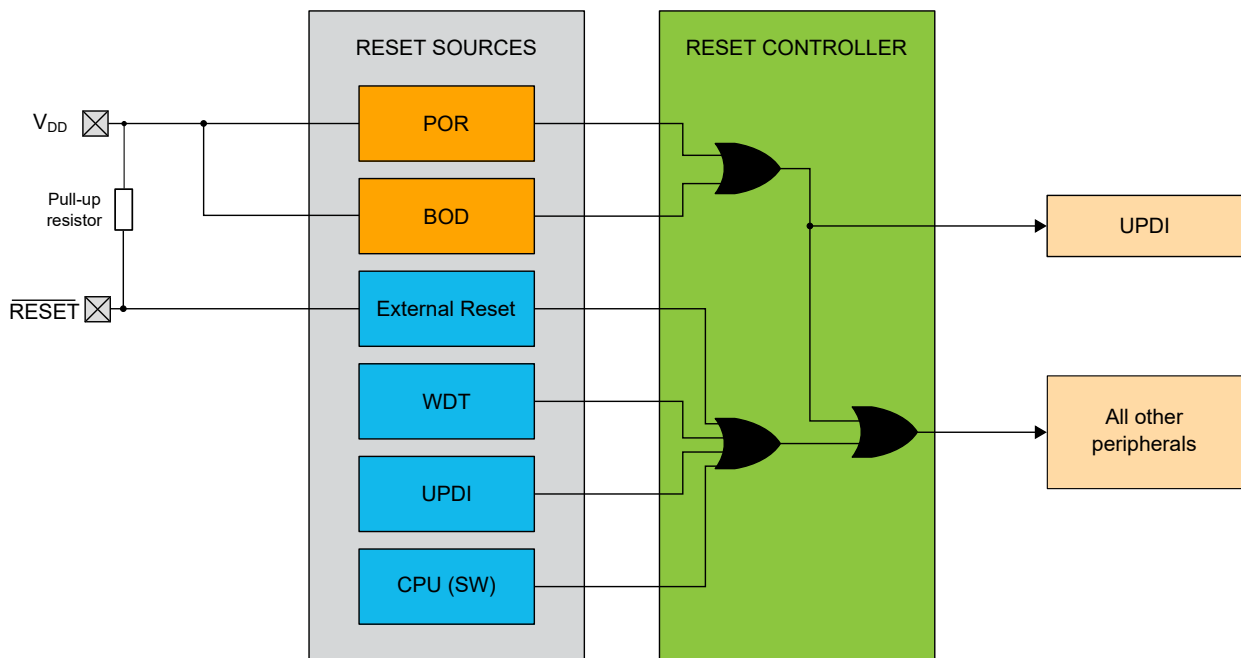 RESET SOURCES
RESET CONTROLLER
V_DD
POR
Pull-up
resistor
BOD
UPDI
RESET
External Reset
WDT
All other
peripherals
UPDI
CPU (SW)